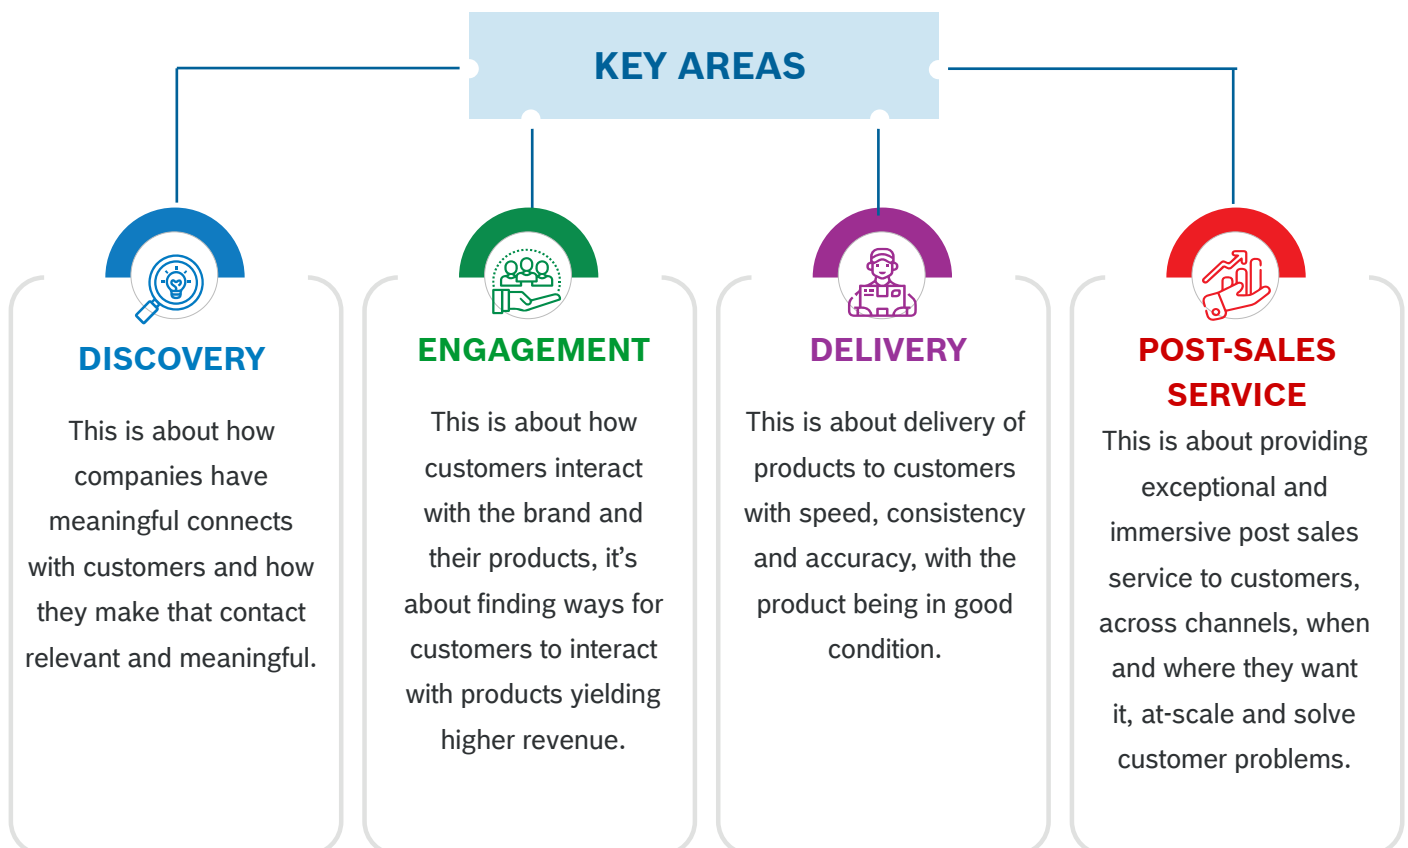 KEY AREAS
DISCOVERY
This is about how
companies have
meaningful connects
with customers and how
they make that contact
relevant and meaningful.
ENGAGEMENT
This is about how
customers interact
with the brand and
their products, it’s
about finding ways for
customers to interact
with products yielding
higher revenue.
DELIVERY
This is about delivery of
products to customers
with speed, consistency
and accuracy, with the
product being in good
condition.
POST-SALES
SERVICE
This is about providing
exceptional and
immersive post sales
service to customers,
across channels, when
and where they want
it, at-scale and solve
customer problems.